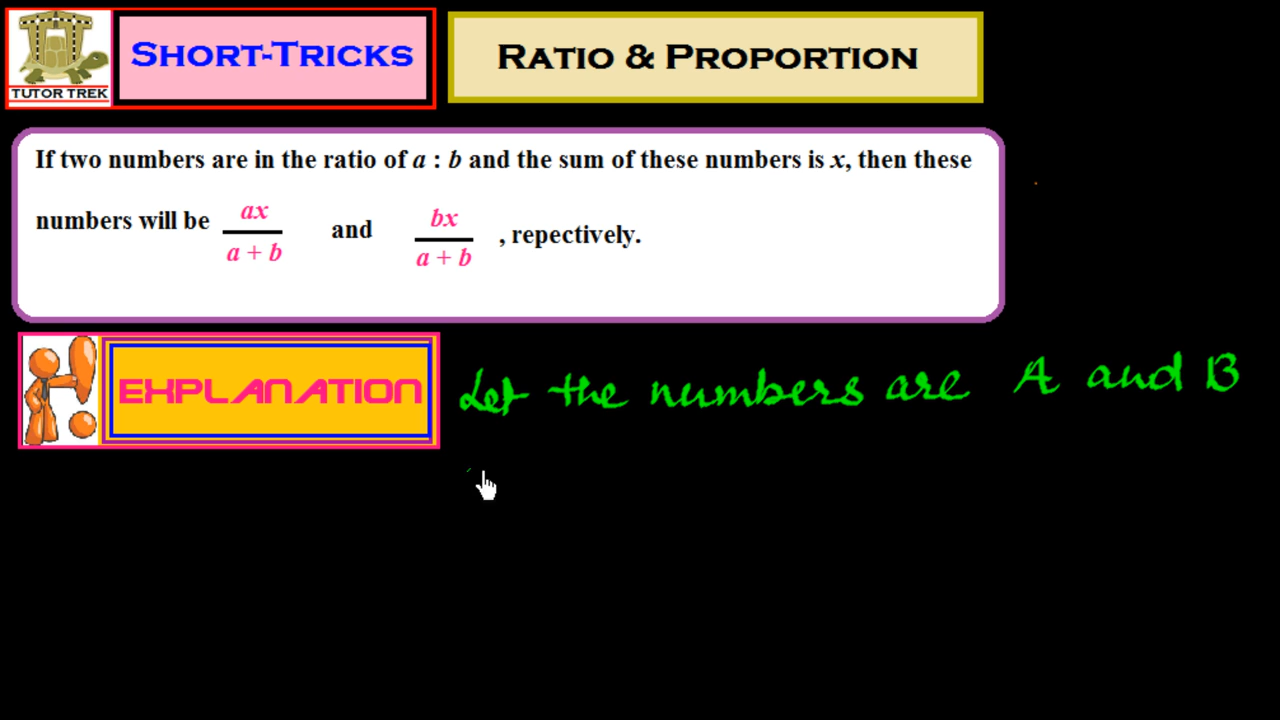 TUTOR TREK
SHORT-TRICKS
RATIO & PROPORTION
If two numbers are in the ratio of a : b and the sum of these numbers is x, then these
numbers will be ax / a + b and bx / a + b , repectively.
EXPLANATION
Let the numbers are A and B